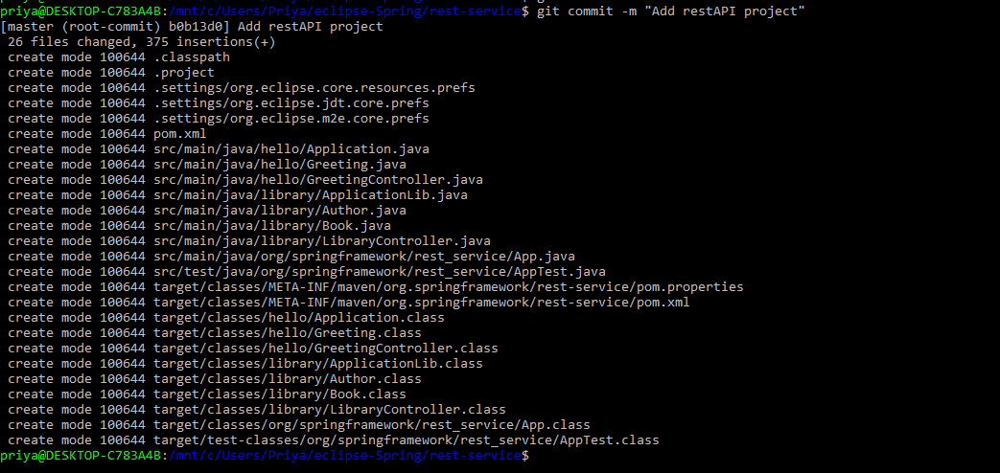 priya@DESKTOP-C783A4B:/mnt/c/Users/Priya/eclipse-Spring/rest-service$ git commit -m "Add restAPI project"
[master (root-commit) b0b13d0] Add restAPI project
 26 files changed, 375 insertions(+)
 create mode 100644 .classpath
 create mode 100644 .project
 create mode 100644 .settings/org.eclipse.core.resources.prefs
 create mode 100644 .settings/org.eclipse.jdt.core.prefs
 create mode 100644 .settings/org.eclipse.m2e.core.prefs
 create mode 100644 pom.xml
 create mode 100644 src/main/java/hello/Application.java
 create mode 100644 src/main/java/hello/Greeting.java
 create mode 100644 src/main/java/hello/GreetingController.java
 create mode 100644 src/main/java/library/ApplicationLib.java
 create mode 100644 src/main/java/library/Author.java
 create mode 100644 src/main/java/library/Book.java
 create mode 100644 src/main/java/library/LibraryController.java
 create mode 100644 src/main/java/org/springframework/rest_service/App.java
 create mode 100644 src/test/java/org/springframework/rest_service/AppTest.java
 create mode 100644 target/classes/META-INF/maven/org.springframework/rest-service/pom.properties
 create mode 100644 target/classes/META-INF/maven/org.springframework/rest-service/pom.xml
 create mode 100644 target/classes/hello/Application.class
 create mode 100644 target/classes/hello/Greeting.class
 create mode 100644 target/classes/hello/GreetingController.class
 create mode 100644 target/classes/library/ApplicationLib.class
 create mode 100644 target/classes/library/Author.class
 create mode 100644 target/classes/library/Book.class
 create mode 100644 target/classes/library/LibraryController.class
 create mode 100644 target/classes/org/springframework/rest_service/App.class
 create mode 100644 target/test-classes/org/springframework/rest_service/AppTest.class
priya@DESKTOP-C783A4B:/mnt/c/Users/Priya/eclipse-Spring/rest-service$